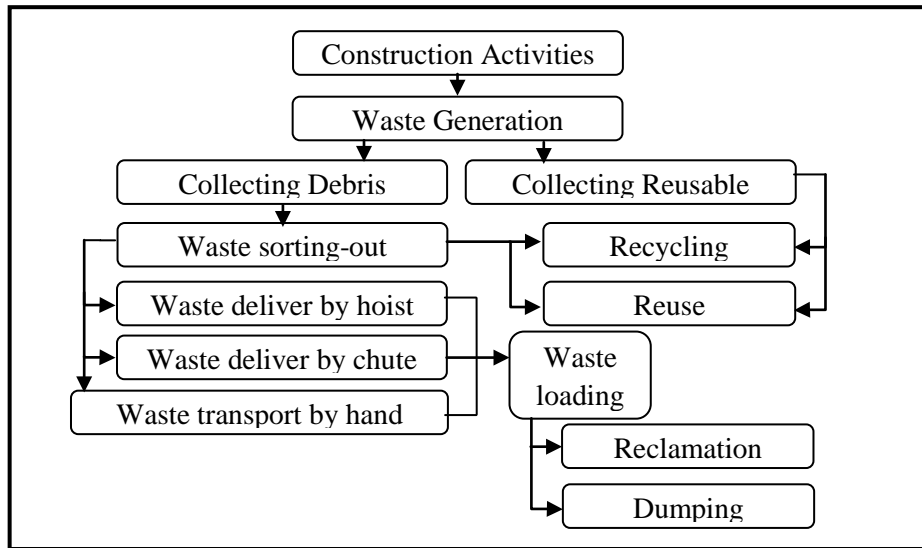 Construction Activities
Waste Generation
Collecting Debris
Collecting Reusable
Waste sorting-out
Recycling
Waste deliver by hoist
Reuse
Waste deliver by chute
Waste
loading
Waste transport by hand
Reclamation
Dumping